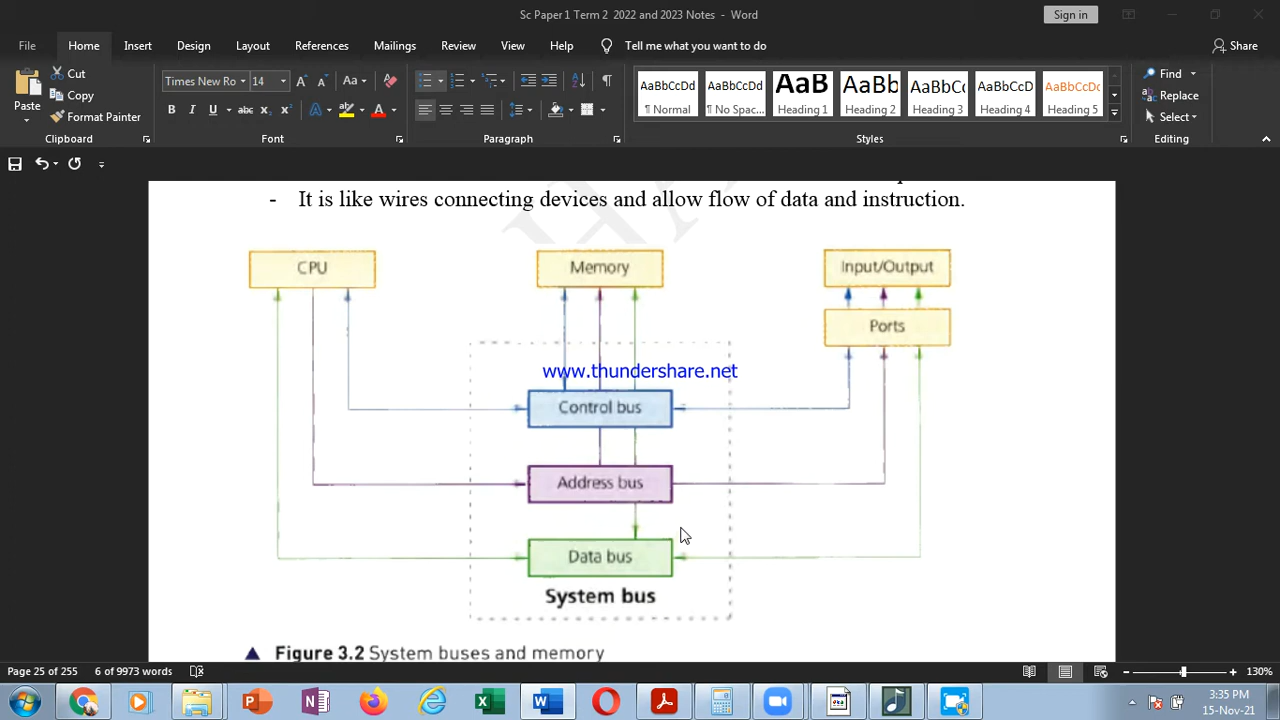 Sc Paper 1 Term 2 2022 and 2023 Notes - Word
Sign in
File Home Insert Design Layout References Mailings Review View Help Tell me what you want to do Share
Paste
Cut
Copy
Format Painter
Clipboard
Times New Ro 14
Aa
B I U abc x₂ x² A A
Font
Paragraph
AaBbCcDd AaBbCcDd AaB AaBb AaBbC AaBbCcD AaBbCcDc
¶ Normal ¶ No Spac... Heading 1 Heading 2 Heading 3 Heading 4 Heading 5
Styles
Find
Replace
Select
Editing
- It is like wires connecting devices and allow flow of data and instruction.
CPU
Memory
Input/Output
Ports
www.thundershare.net
Control bus
Address bus
Data bus
System bus
▲ Figure 3.2 System buses and memory
Page 25 of 255 6 of 9973 words
130%
3:35 PM
15-Nov-21